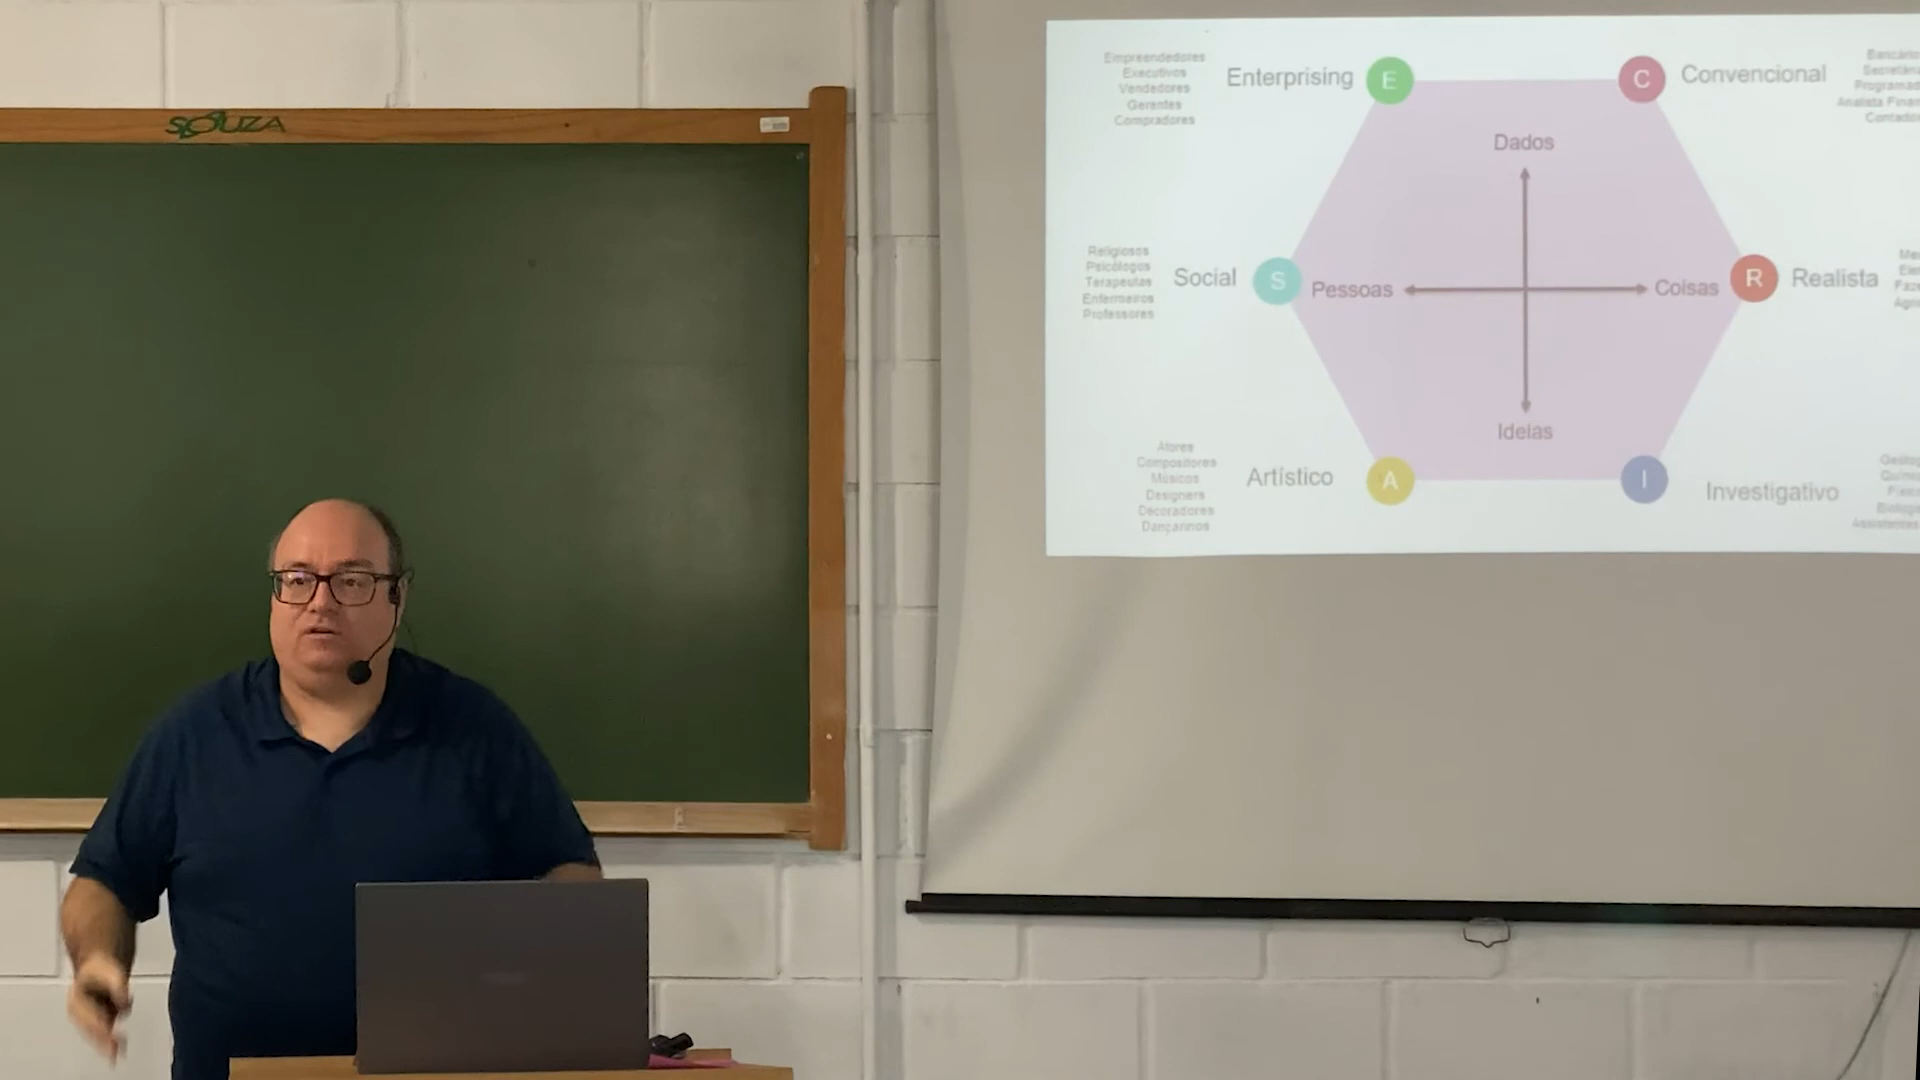 SOUZA
Empreendedores
Executivos
Vendedores
Gerentes
Compradores
Enterprising
E
C
Convencional
Dados
Religiosos
Psicólogos
Terapeutas
Enfermeiros
Professores
Social
S
Pessoas
Coisas
R
Realista
Ideias
Atores
Compositores
Músicos
Designers
Decoradores
Dançarinos
Artístico
A
I
Investigativo